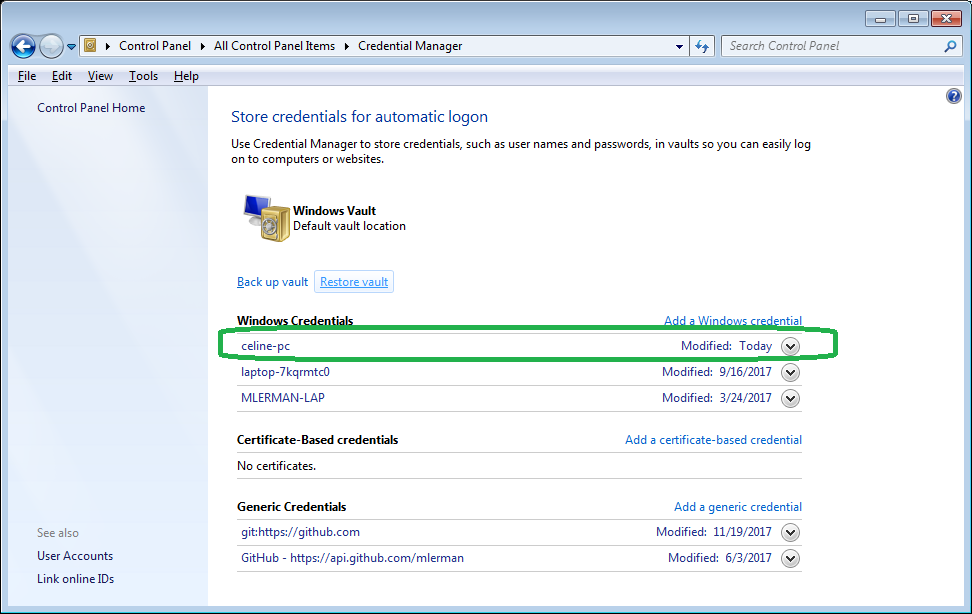 Control Panel All Control Panel Items Credential Manager Search Control Panel
File Edit View Tools Help
Control Panel Home
Store credentials for automatic logon
Use Credential Manager to store credentials, such as user names and passwords, in vaults so you can easily log
on to computers or websites.
Windows Vault
Default vault location
Back up vault Restore vault
Windows Credentials Add a Windows credential
celine-pc Modified: Today
laptop-7kqrmtc0 Modified: 9/16/2017
MLERMAN-LAP Modified: 3/24/2017
Certificate-Based credentials Add a certificate-based credential
No certificates.
Generic Credentials Add a generic credential
git:https://github.com Modified: 11/19/2017
GitHub - https://api.github.com/mlerman Modified: 6/3/2017
See also
User Accounts
Link online IDs